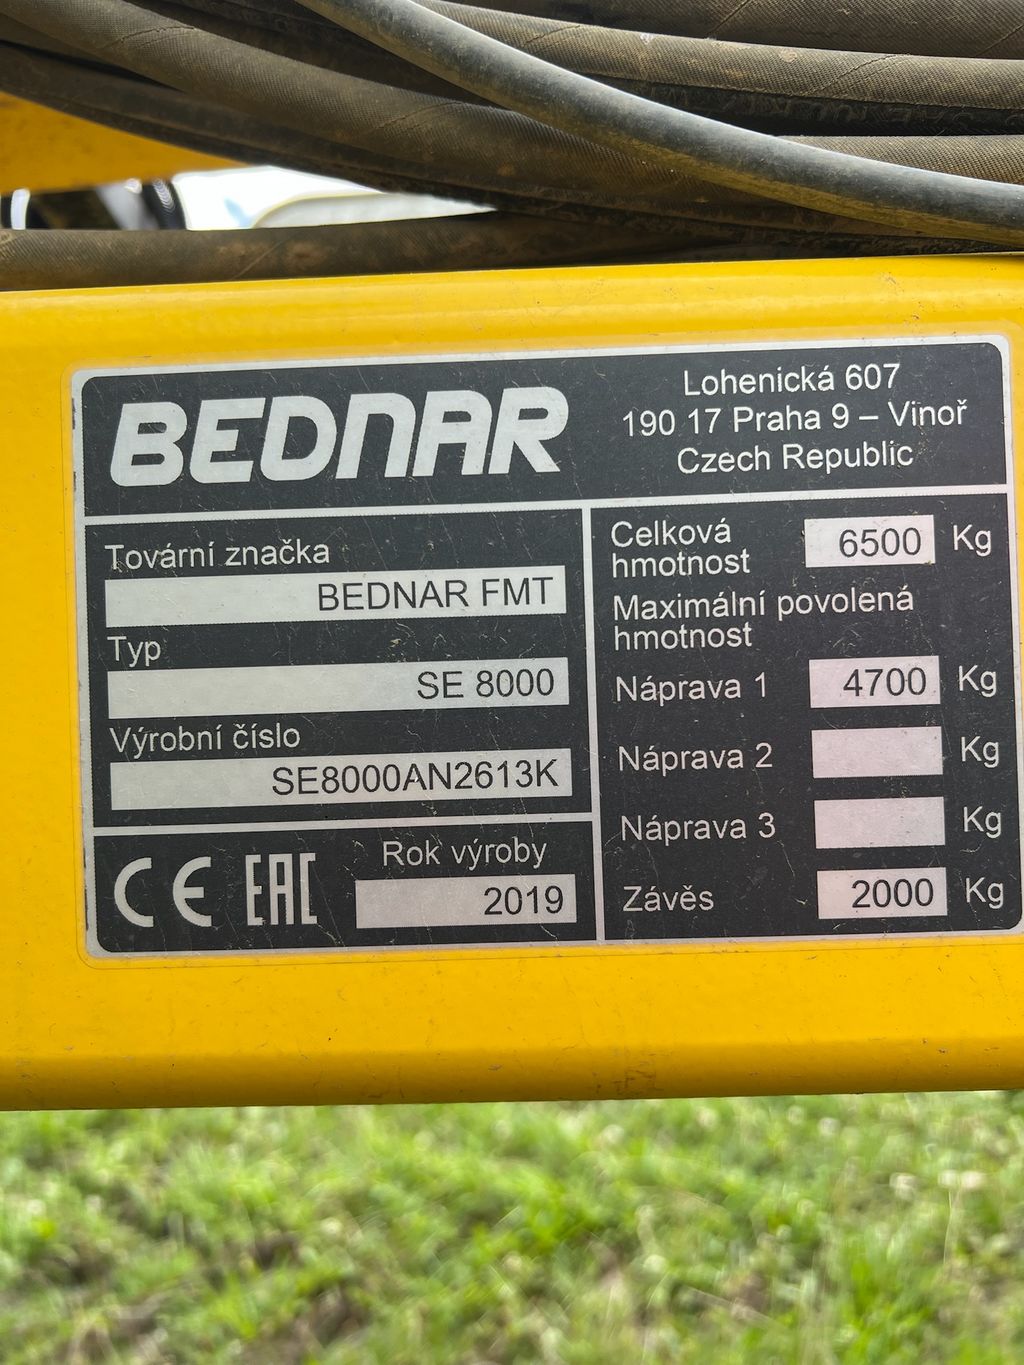 BEDNAR
Lohenická 607
190 17 Praha 9 – Vinoř
Czech Republic
Tovární značka
BEDNAR FMT
Typ
SE 8000
Výrobní číslo
SE8000AN2613K
CE EAC
Rok výroby
2019
Celková
hmotnost
6500 Kg
Maximální povolená
hmotnost
Náprava 1 4700 Kg
Náprava 2 Kg
Náprava 3 Kg
Závěs 2000 Kg